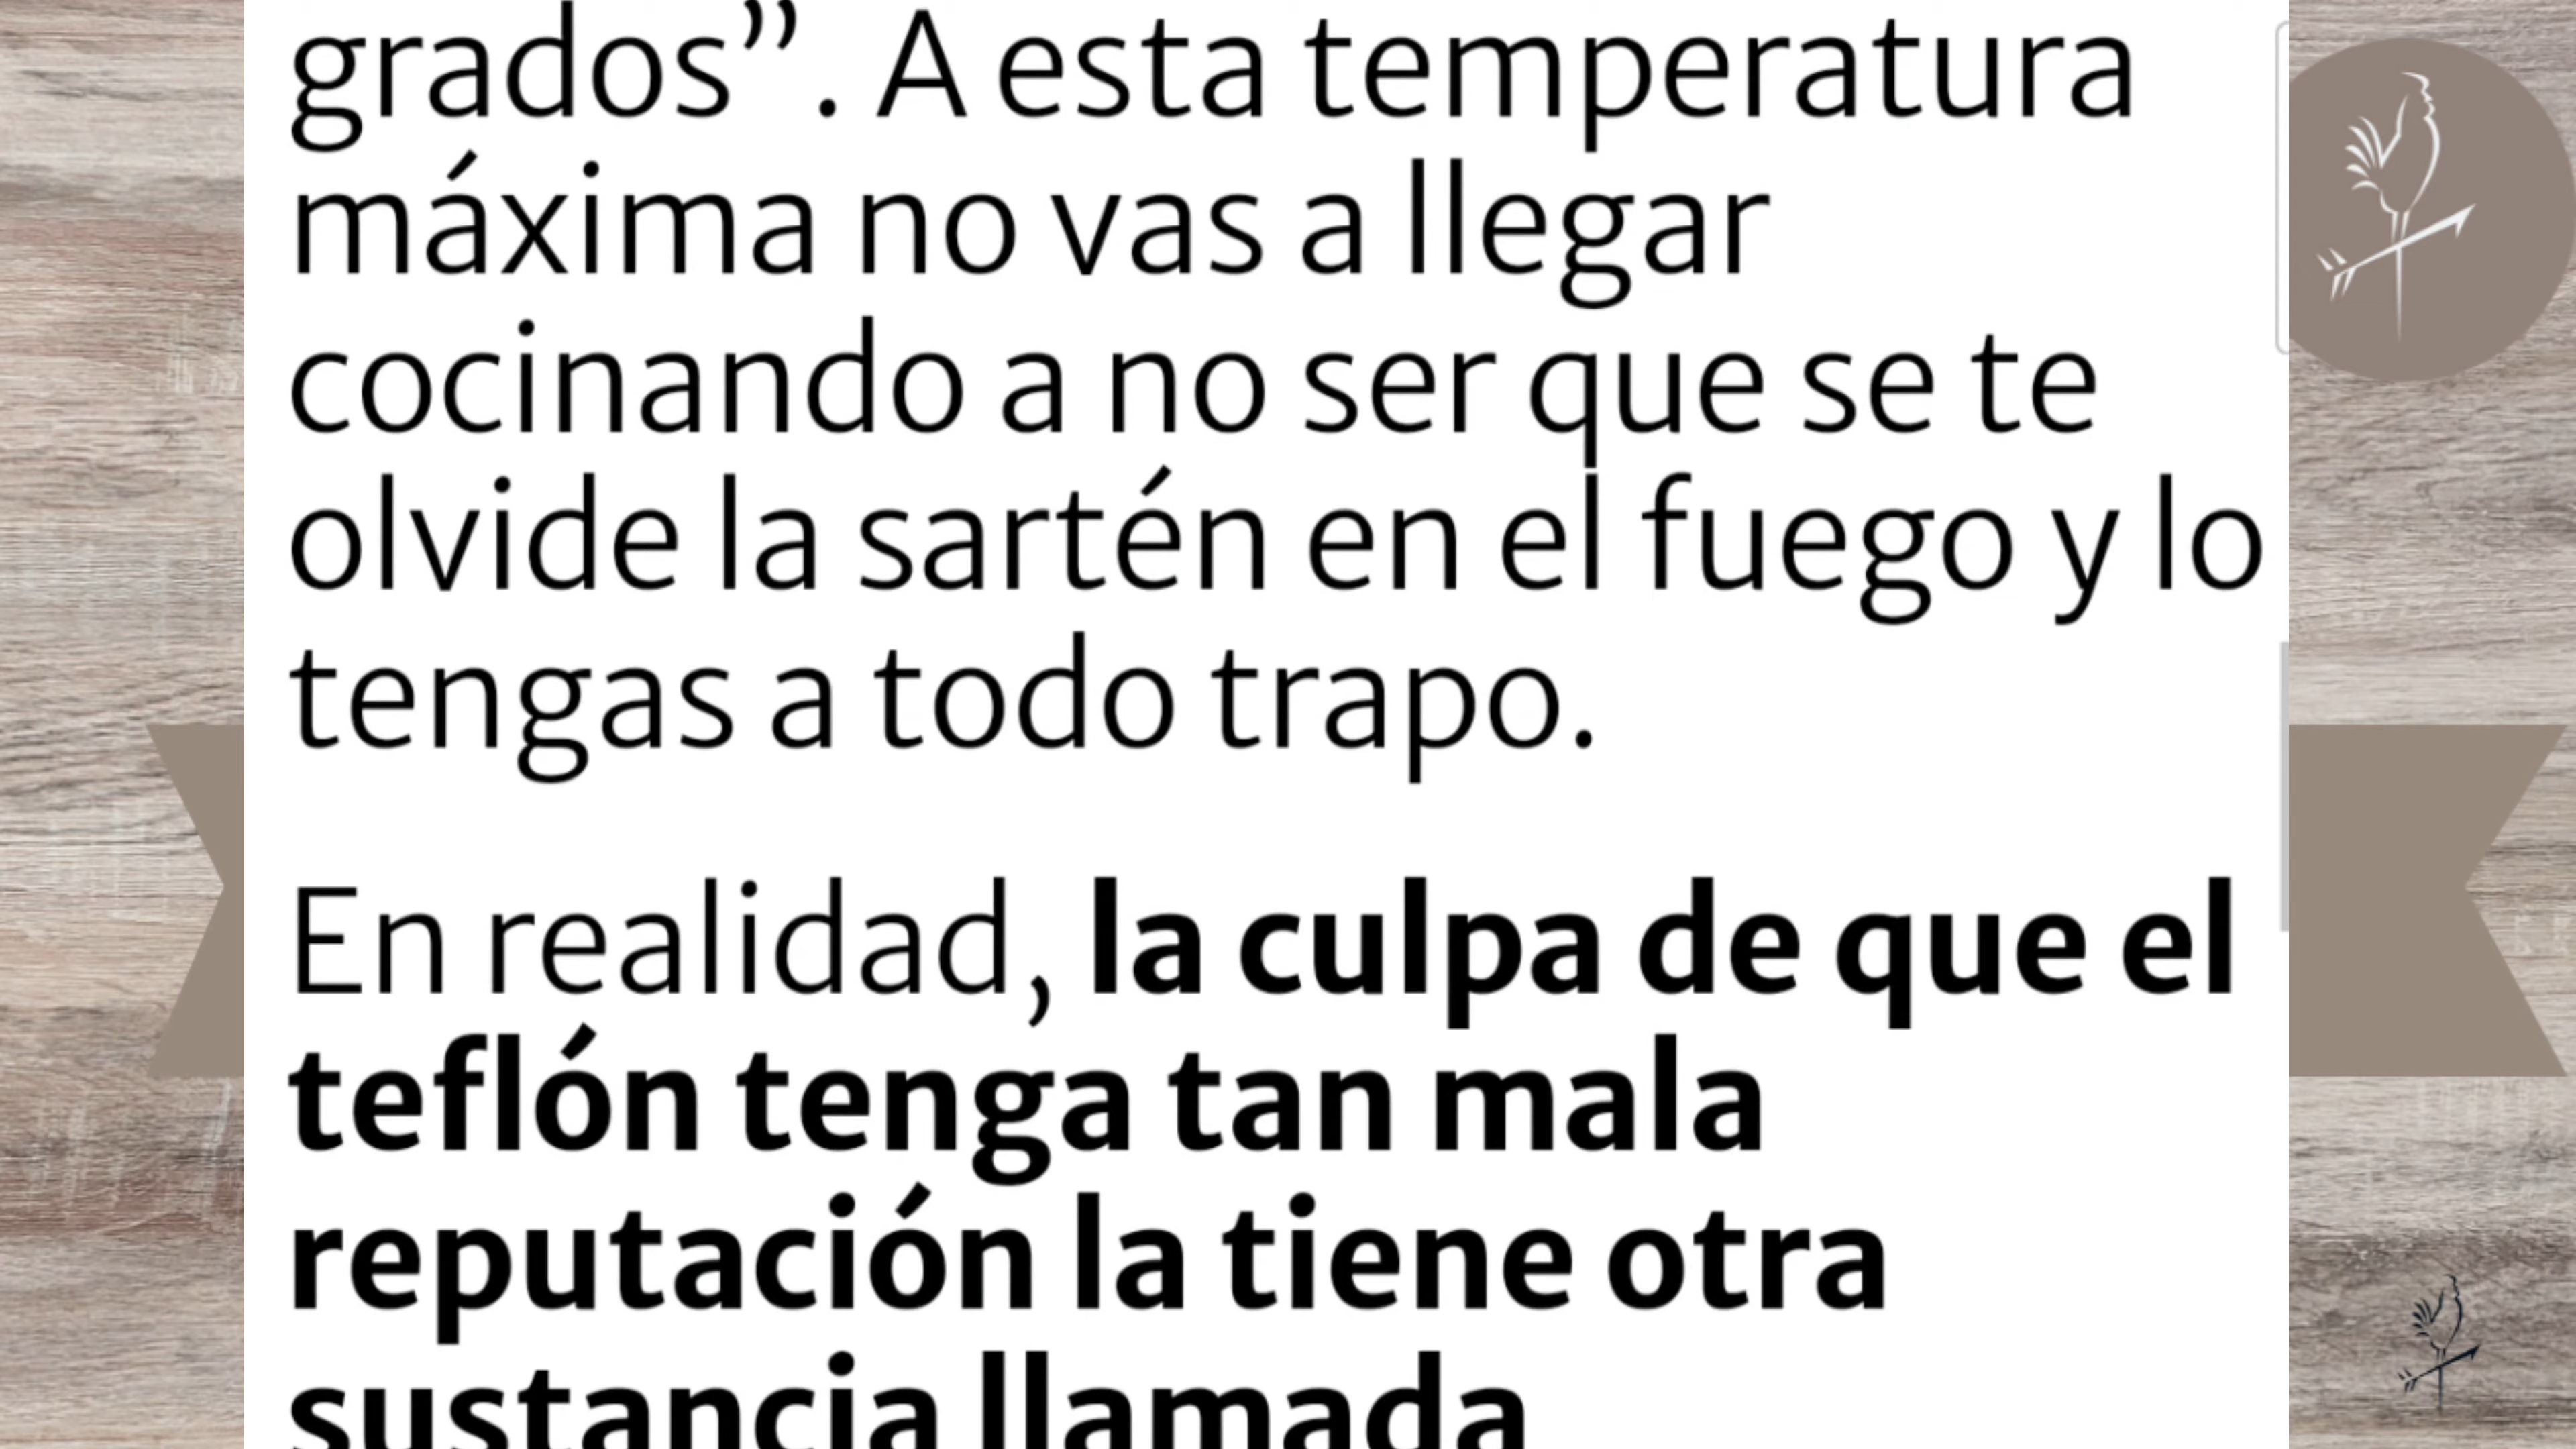 grados”. A esta temperatura
máxima no vas a llegar
cocinando a no ser que se te
olvide la sartén en el fuego y lo
tengas a todo trapo.
En realidad, la culpa de que el
teflón tenga tan mala
reputación la tiene otra
sustancia llamada